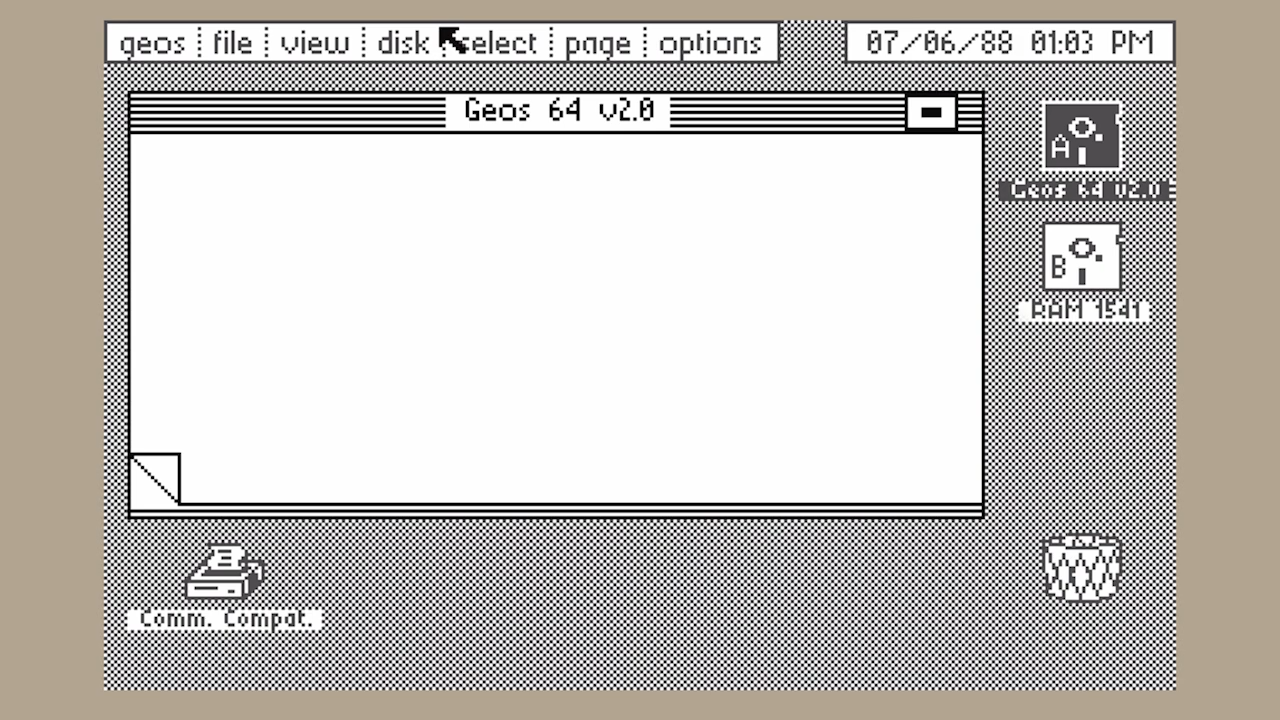 geos file view disk select page options 07/06/88 01:03 PM
Geos 64 v2.0
A
Geos 64 v2.0
B
RAM 1541
Comm. Compat.